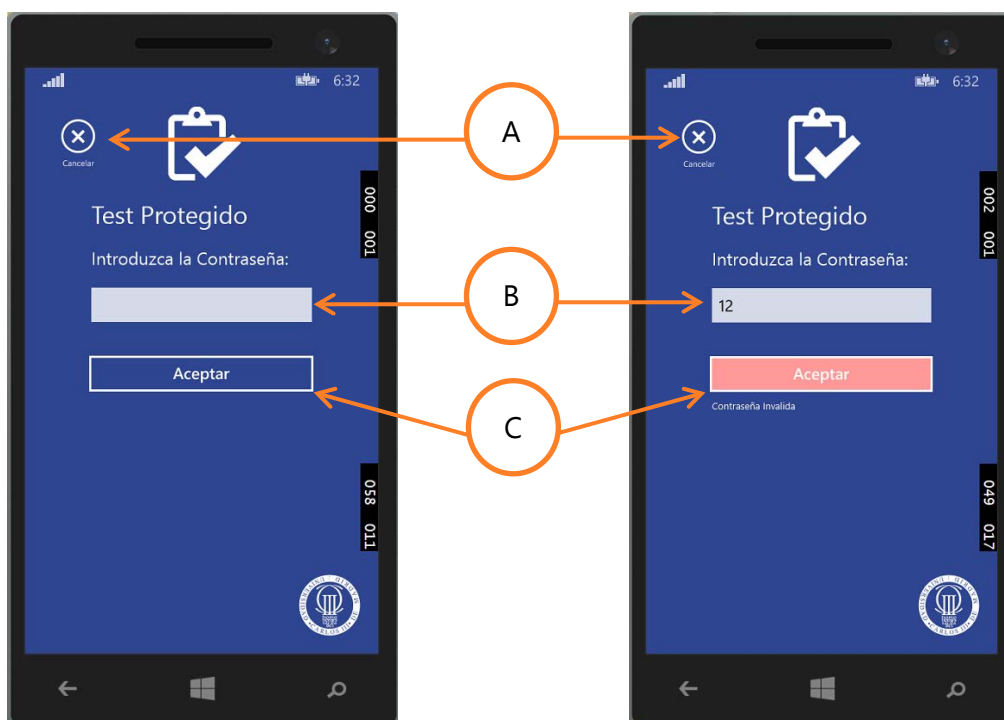 6:32
Cancelar
Test Protegido
Introduzca la Contraseña:
Aceptar
000 001
058 011
A
B
C
6:32
Cancelar
Test Protegido
Introduzca la Contraseña:
12
Aceptar
Contraseña Invalida
002 001
049 017